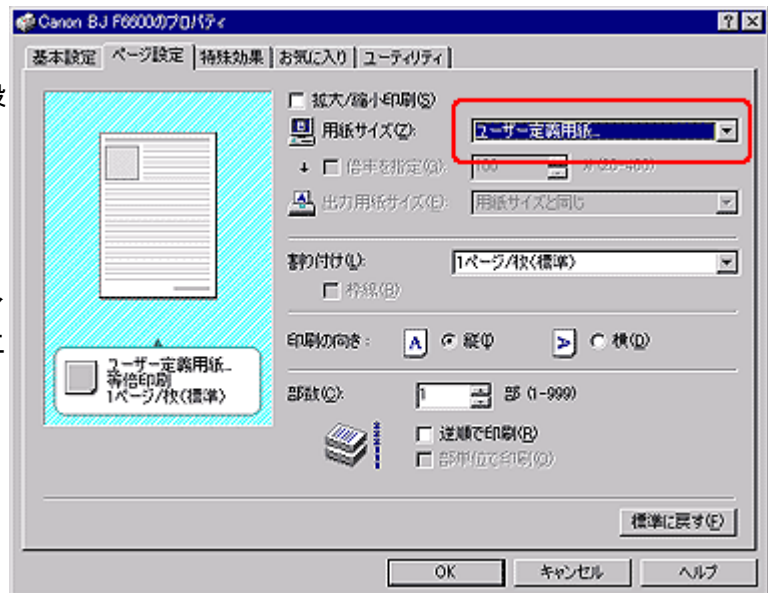 Canon BJ F6600のプロパティ
基本設定 ページ設定 特殊効果 お気に入り ユーティリティ
拡大/縮小印刷(S)
用紙サイズ(Z): ユーザー定義用紙...
倍率を指定(G): 100 % (20-400)
出力用紙サイズ(E): 用紙サイズと同じ
割り付け(L): 1ページ/枚(標準)
枠線(B)
印刷の向き: A 縦(I) A 横(D)
ユーザー定義用紙...
等倍印刷
1ページ/枚(標準)
部数(C): 1 部 (1-999)
逆順で印刷(R)
部単位で印刷(O)
標準に戻す(F)
OK キャンセル ヘルプ